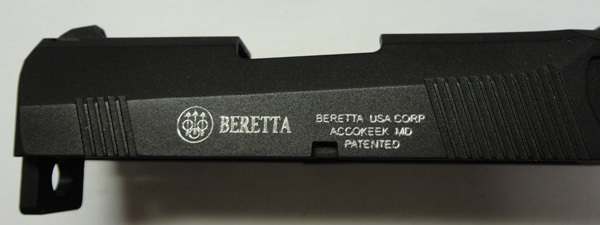 BERETTA
BERETTA USA CORP
ACCOKEEK MD
PATENTED